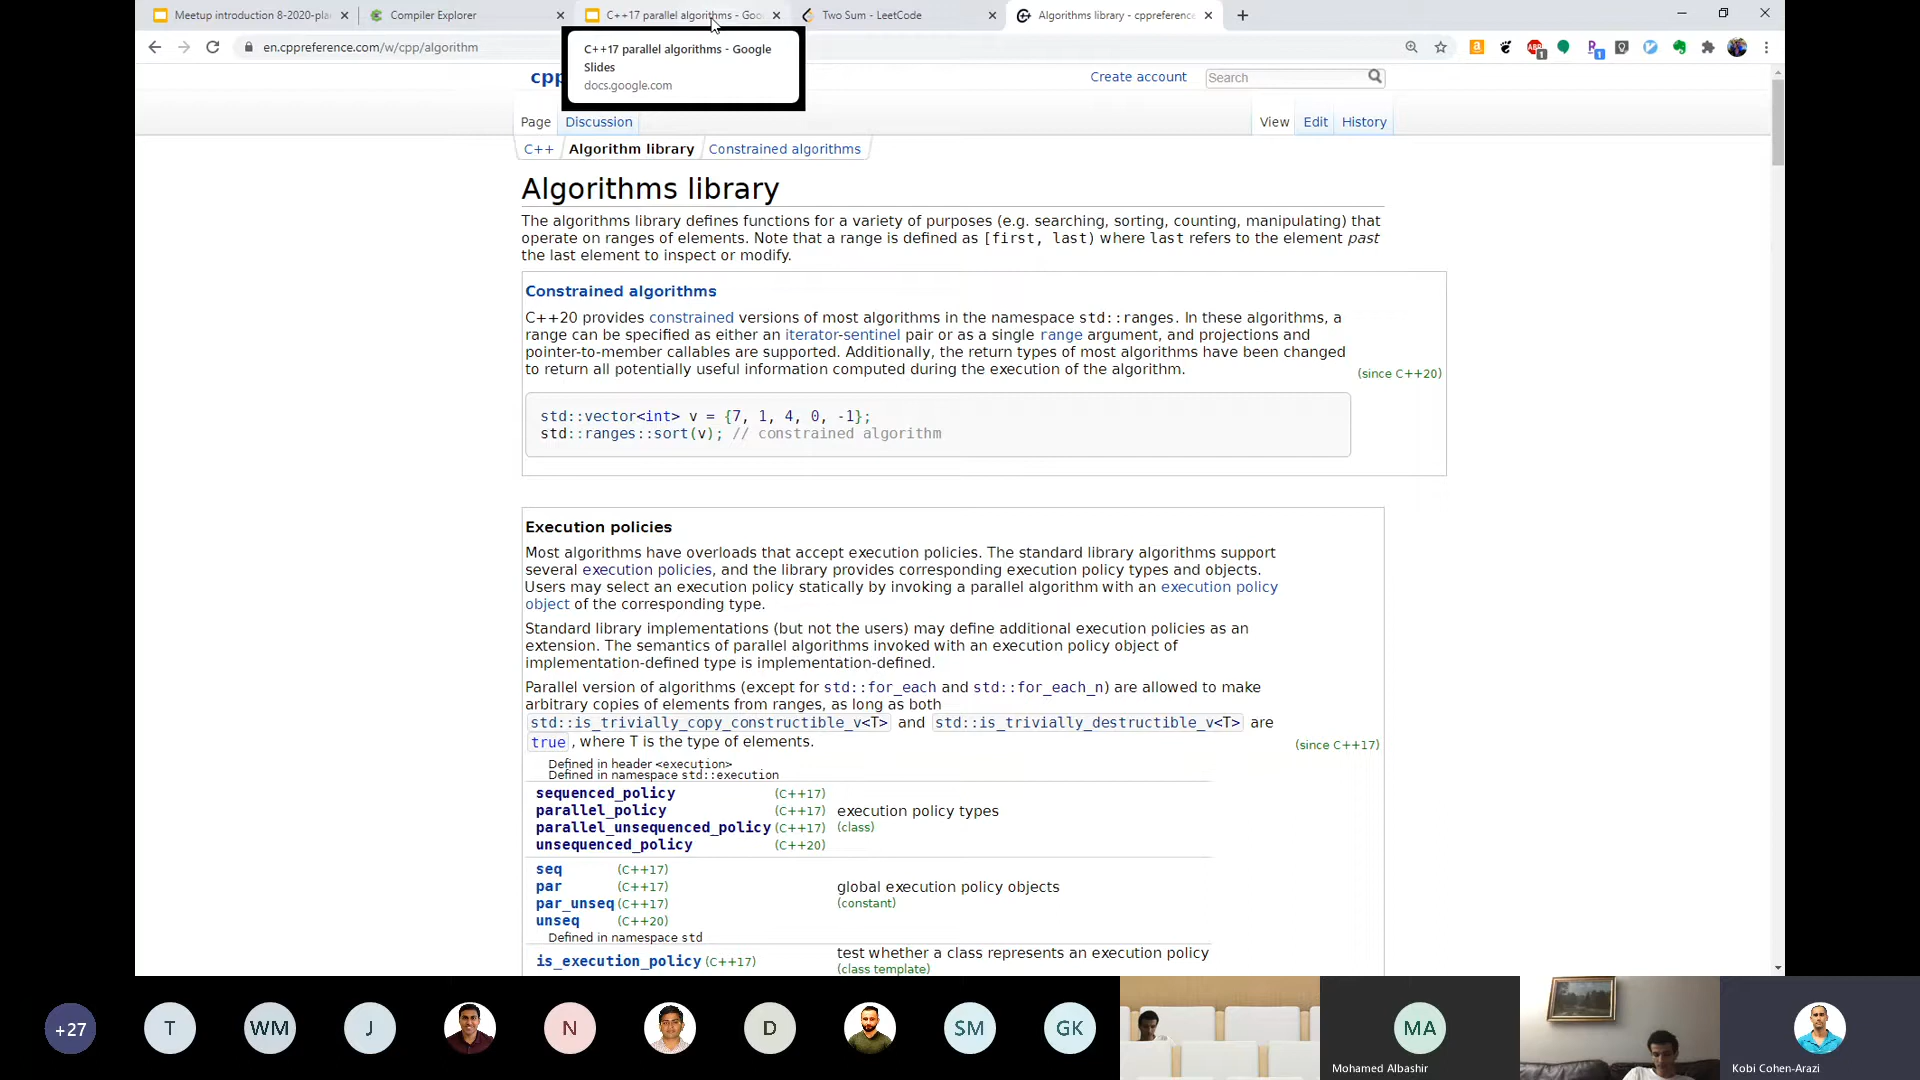 Meetup introduction 8-2020-pla
Compiler Explorer
C++17 parallel algorithms - Goo
Two Sum - LeetCode
Algorithms library - cppreference
en.cppreference.com/w/cpp/algorithm
C++17 parallel algorithms - Google
Slides
docs.google.com
cpp
Create account
Search
Page
Discussion
View
Edit
History
C++
Algorithm library
Constrained algorithms
Algorithms library
The algorithms library defines functions for a variety of purposes (e.g. searching, sorting, counting, manipulating) that
operate on ranges of elements. Note that a range is defined as [first, last) where last refers to the element past
the last element to inspect or modify.
Constrained algorithms
C++20 provides constrained versions of most algorithms in the namespace std::ranges. In these algorithms, a
range can be specified as either an iterator-sentinel pair or as a single range argument, and projections and
pointer-to-member callables are supported. Additionally, the return types of most algorithms have been changed
to return all potentially useful information computed during the execution of the algorithm.
(since C++20)
std::vector<int> v = {7, 1, 4, 0, -1};
std::ranges::sort(v); // constrained algorithm
Execution policies
Most algorithms have overloads that accept execution policies. The standard library algorithms support
several execution policies, and the library provides corresponding execution policy types and objects.
Users may select an execution policy statically by invoking a parallel algorithm with an execution policy
object of the corresponding type.
Standard library implementations (but not the users) may define additional execution policies as an
extension. The semantics of parallel algorithms invoked with an execution policy object of
implementation-defined type is implementation-defined.
Parallel version of algorithms (except for std::for_each and std::for_each_n) are allowed to make
arbitrary copies of elements from ranges, as long as both
std::is_trivially_copy_constructible_v<T> and std::is_trivially_destructible_v<T> are
true, where T is the type of elements.
(since C++17)
Defined in header <execution>
Defined in namespace std::execution
sequenced_policy (C++17)
parallel_policy (C++17) execution policy types
parallel_unsequenced_policy (C++17) (class)
unsequenced_policy (C++20)
seq (C++17)
par (C++17) global execution policy objects
par_unseq (C++17) (constant)
unseq (C++20)
Defined in namespace std
is_execution_policy (C++17) test whether a class represents an execution policy
(class template)
+27
T
WM
J
N
D
SM
GK
MA
Mohamed Albashir
Kobi Cohen-Arazi